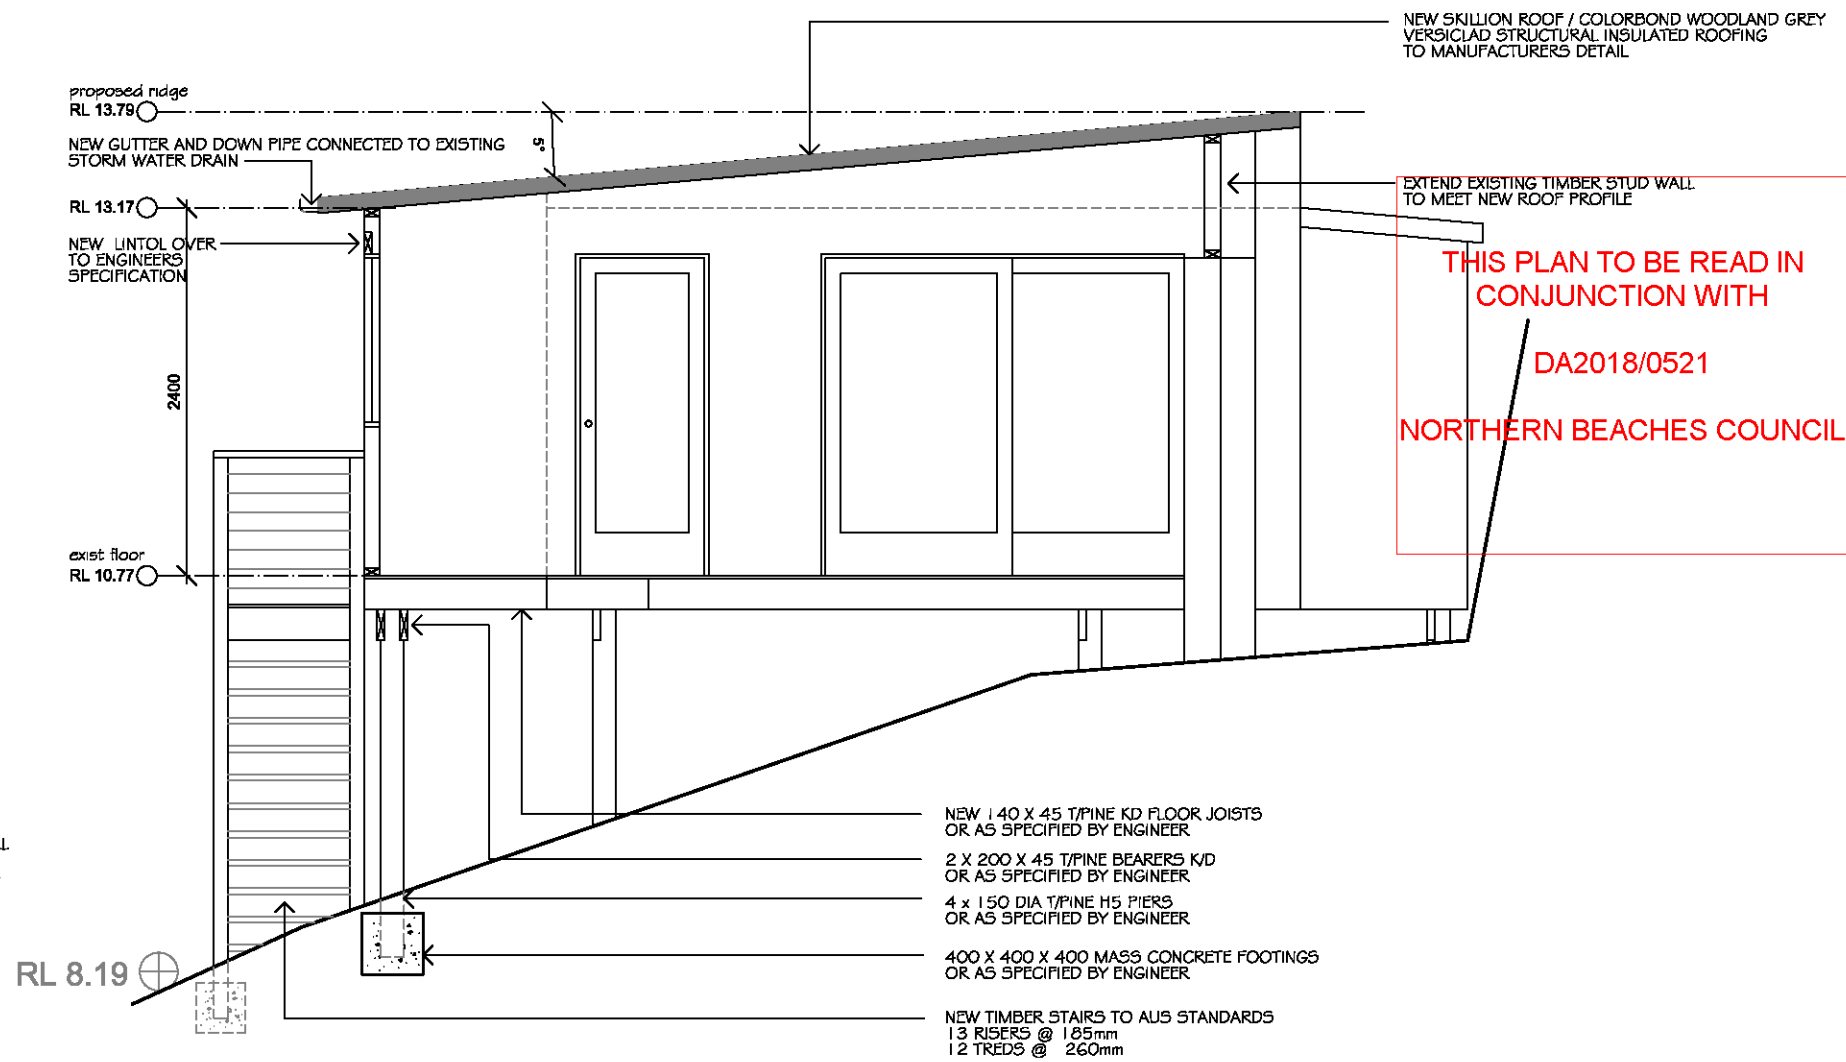 NEW SKILLION ROOF / COLORBOND WOODLAND GREY
VERSICLAD STRUCTURAL INSULATED ROOFING
TO MANUFACTURERS DETAIL
proposed ridge
RL 13.79
NEW GUTTER AND DOWN PIPE CONNECTED TO EXISTING
STORM WATER DRAIN
5°
RL 13.17
EXTEND EXISTING TIMBER STUD WALL
TO MEET NEW ROOF PROFILE
NEW LINTOL OVER
TO ENGINEERS
SPECIFICATION
THIS PLAN TO BE READ IN
CONJUNCTION WITH
DA2018/0521
NORTHERN BEACHES COUNCIL
2400
exist floor
RL 10.77
NEW 140 X 45 T/PINE KD FLOOR JOISTS
OR AS SPECIFIED BY ENGINEER
2 X 200 X 45 T/PINE BEARERS K/D
OR AS SPECIFIED BY ENGINEER
4 x 150 DIA T/PINE H5 PIERS
OR AS SPECIFIED BY ENGINEER
400 X 400 X 400 MASS CONCRETE FOOTINGS
OR AS SPECIFIED BY ENGINEER
RL 8.19
NEW TIMBER STAIRS TO AUS STANDARDS
13 RISERS @ 185mm
12 TREDS @ 260mm